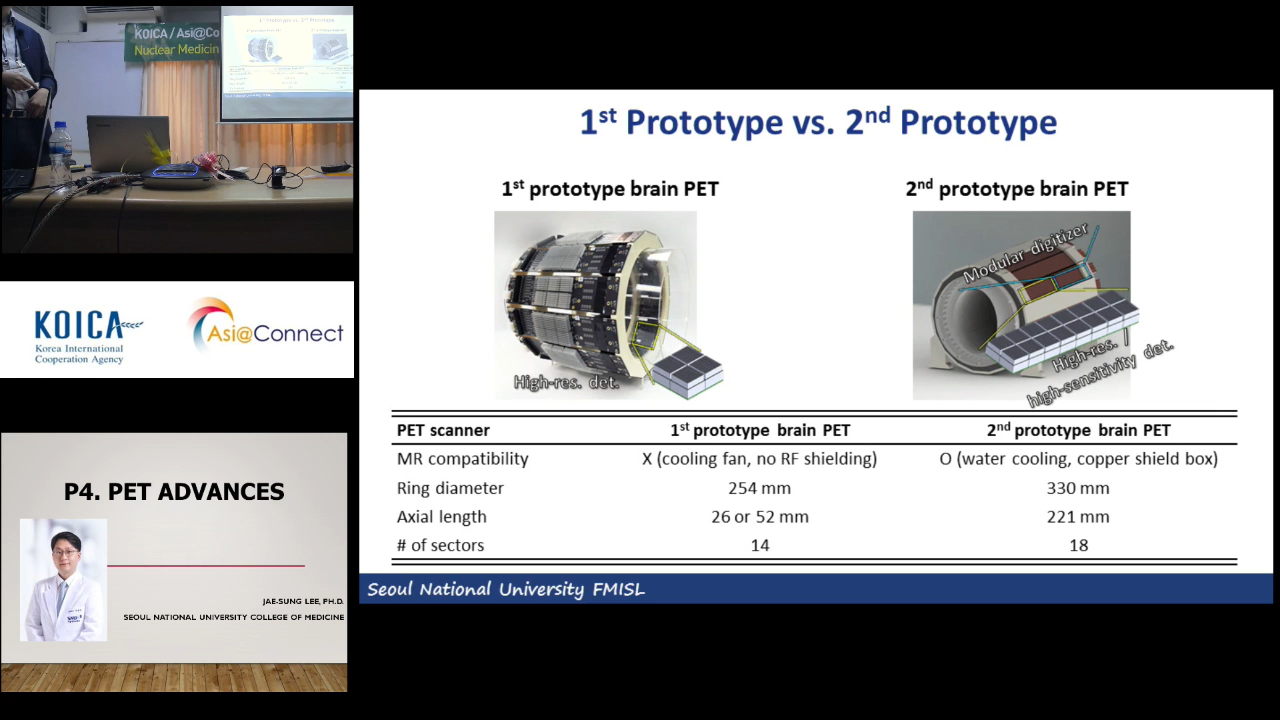 KOICA / Asi@Co
Nuclear Medicin
1st Prototype vs. 2nd Prototype
KOICA
Korea International
Cooperation Agency
Asi@Connect
P4. PET ADVANCES
JAE-SUNG LEE, PH.D.
SEOUL NATIONAL UNIVERSITY COLLEGE OF MEDICINE
1st Prototype vs. 2nd Prototype
1st prototype brain PET
2nd prototype brain PET
High-res. det.
Modular digitizer
High-res. /
high-sensitivity det.
PET scanner 1st prototype brain PET 2nd prototype brain PET
MR compatibility X (cooling fan, no RF shielding) O (water cooling, copper shield box)
Ring diameter 254 mm 330 mm
Axial length 26 or 52 mm 221 mm
# of sectors 14 18
Seoul National University FMISL